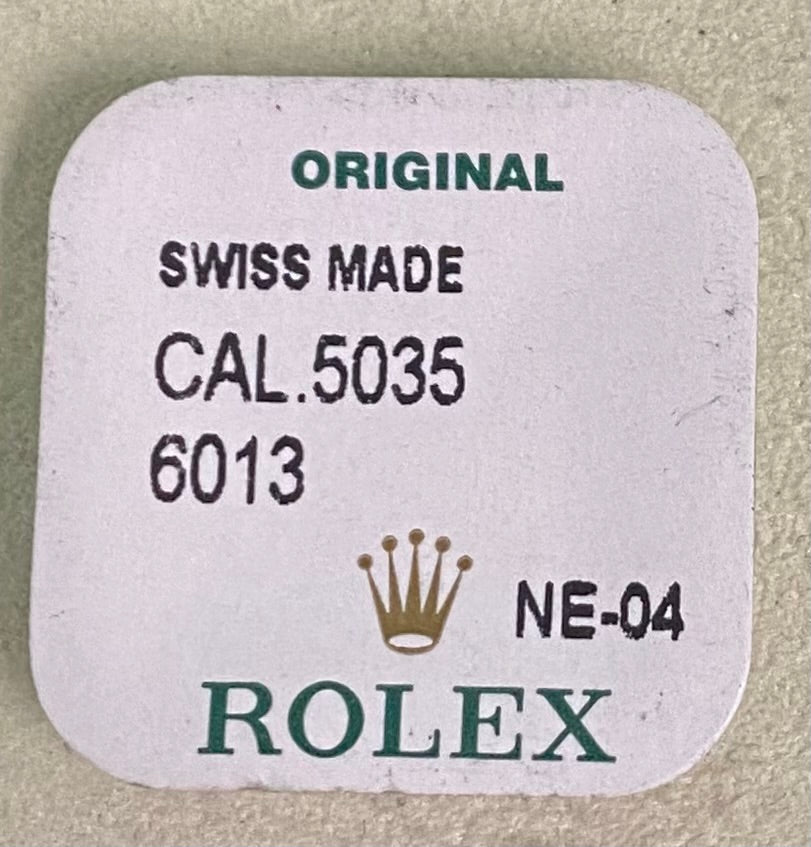 ORIGINAL
SWISS MADE
CAL.5035
6013
NE-04
ROLEX